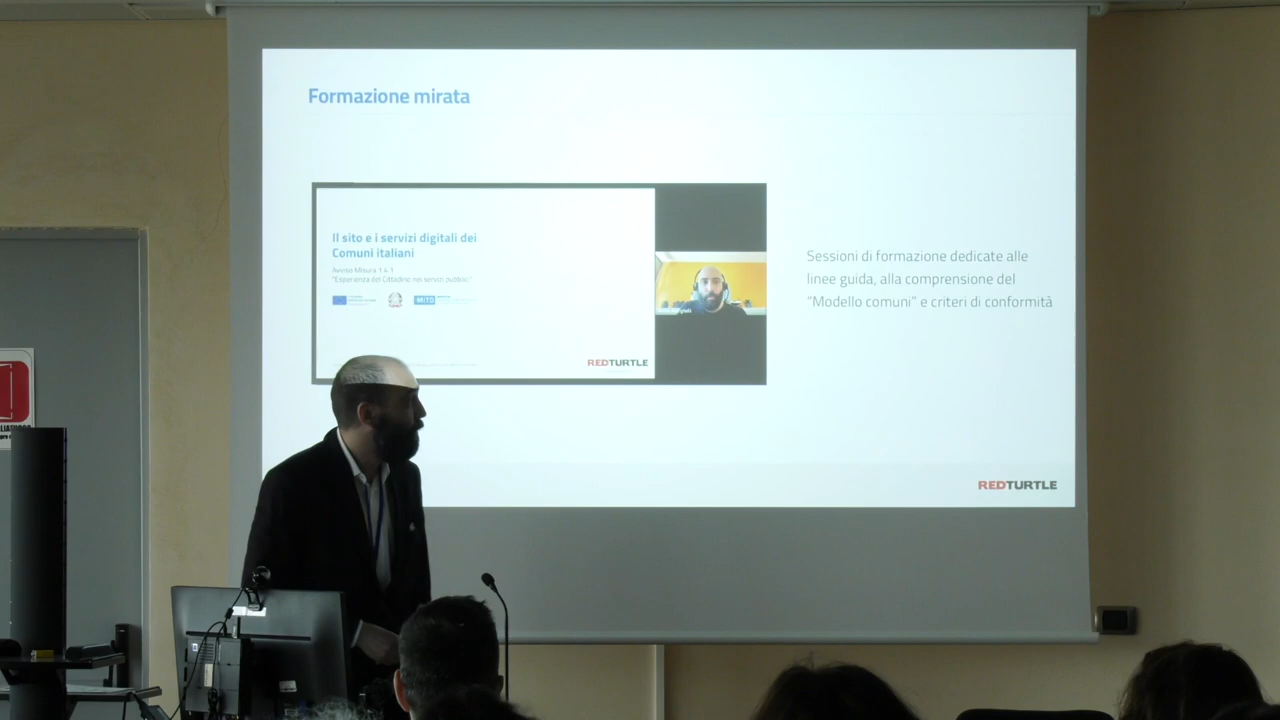 Formazione mirata
Il sito e i servizi digitali dei
Comuni italiani
Avviso Misura 1.4.1
"Esperienza del Cittadino nei servizi pubblici"
MITD
REDTURTLE
Sessioni di formazione dedicate alle
linee guida, alla comprensione del
"Modello comuni" e criteri di conformità
REDTURTLE